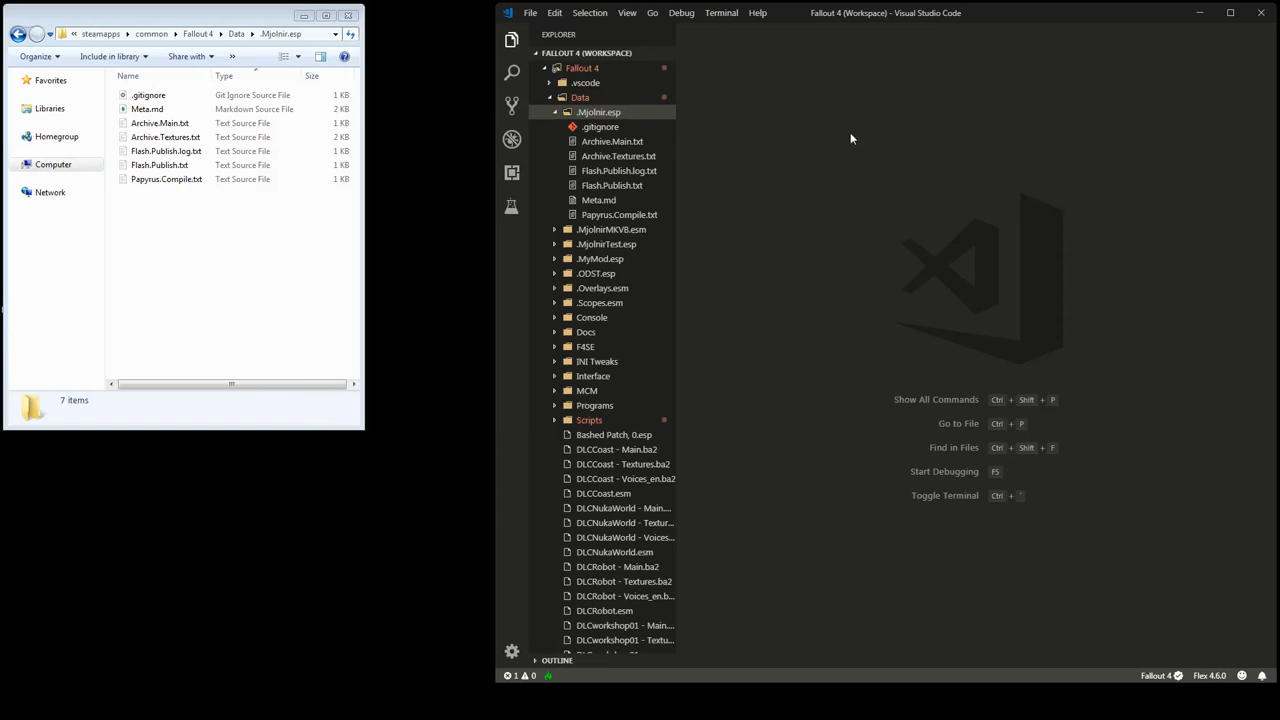 steamapps
common
Fallout 4
Data
.Mjolnir.esp
Organize
Include in library
Share with
»
Name
Type
Size
Favorites
Libraries
Homegroup
Computer
Network
.gitignore Git Ignore Source File 1 KB
Meta.md Markdown Source File 1 KB
Archive.Main.txt Text Source File 1 KB
Archive.Textures.txt Text Source File 2 KB
Flash.Publish.log.txt Text Source File 1 KB
Flash.Publish.txt Text Source File 1 KB
Papyrus.Compile.txt Text Source File 1 KB
7 items
File Edit Selection View Go Debug Terminal Help
Fallout 4 (Workspace) - Visual Studio Code
EXPLORER
FALLOUT 4 (WORKSPACE)
Fallout 4
.vscode
Data
.Mjolnir.esp
.gitignore
Archive.Main.txt
Archive.Textures.txt
Flash.Publish.log.txt
Flash.Publish.txt
Meta.md
Papyrus.Compile.txt
.MjolnirMKVB.esm
.MjolnirTest.esp
.MyMod.esp
.ODST.esp
.Overlays.esm
.Scopes.esm
Console
Docs
F4SE
INI Tweaks
Interface
MCM
Programs
Scripts
Bashed Patch, 0.esp
DLCCoast - Main.ba2
DLCCoast - Textures.ba2
DLCCoast - Voices_en.ba2
DLCCoast.esm
DLCNukaWorld - Main....
DLCNukaWorld - Textur...
DLCNukaWorld - Voices...
DLCNukaWorld.esm
DLCRobot - Main.ba2
DLCRobot - Textures.ba2
DLCRobot - Voices_en.b...
DLCRobot.esm
DLCworkshop01 - Main....
DLCworkshop01 - Textu...
OUTLINE
Show All Commands Ctrl + Shift + P
Go to File Ctrl + P
Find in Files Ctrl + Shift + F
Start Debugging F5
Toggle Terminal Ctrl + `
1 0
Fallout 4
Flex 4.6.0